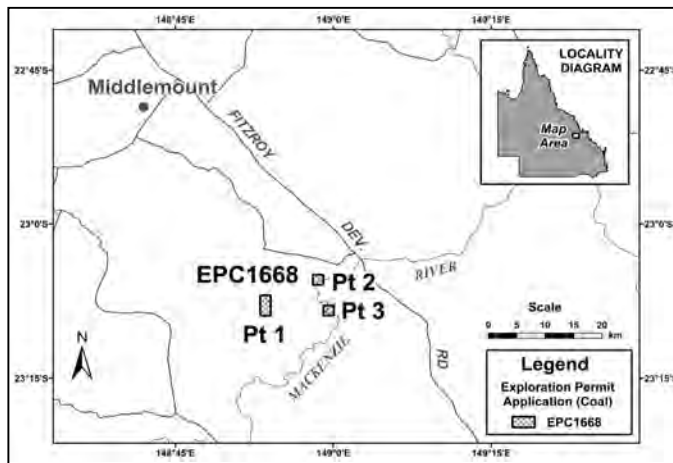 148°45'E
149°0'E
149°15'E
22°45'S
22°45'S
LOCALITY
DIAGRAM
Map
Area
Middlemount
FITZROY
DEV.
23°0'S
23°0'S
RIVER
EPC1668
Pt 2
Pt 3
Pt 1
MACKENZIE
RD
Scale
0 5 10 15 20
km
N
Legend
Exploration Permit
Application (Coal)
EPC1668
23°15'S
23°15'S
148°45'E
149°0'E
149°15'E